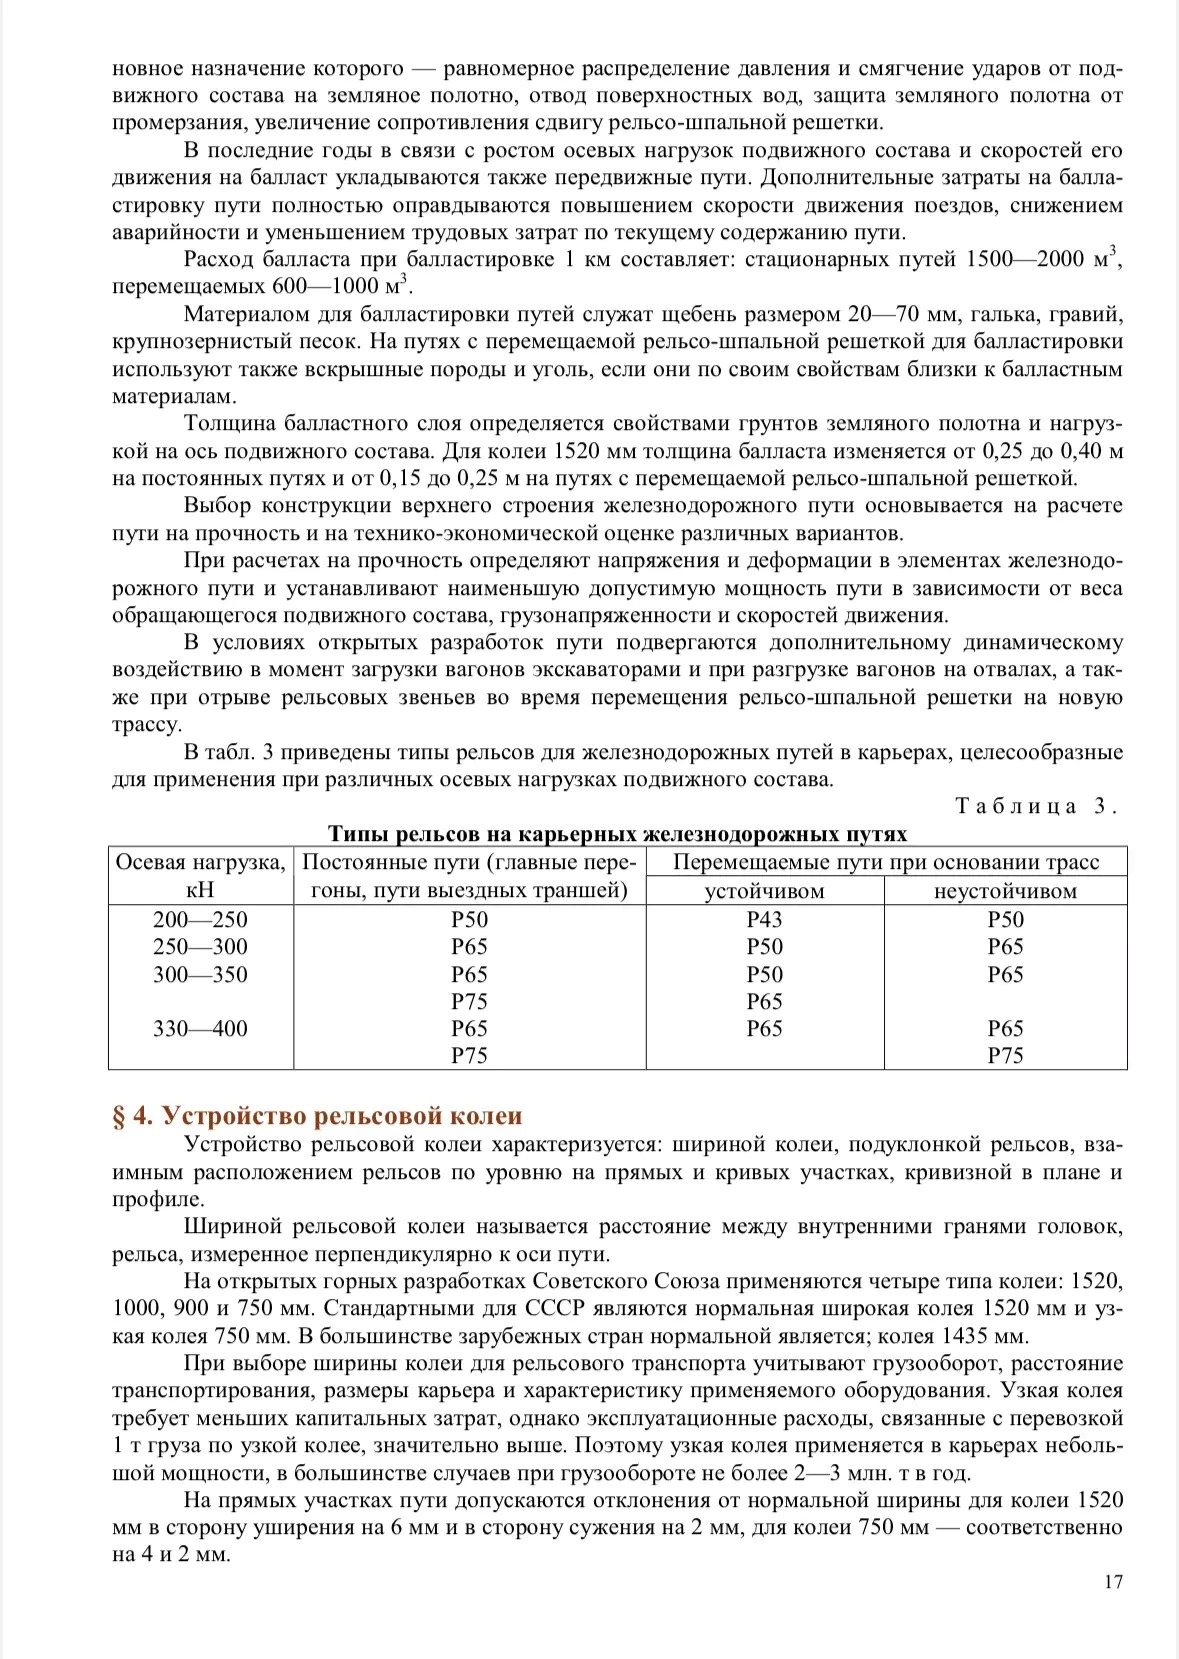 новное назначение которого — равномерное распределение давления и смягчение ударов от под-
вижного состава на земляное полотно, отвод поверхностных вод, защита земляного полотна от
промерзания, увеличение сопротивления сдвигу рельсо-шпальной решетки.
В последние годы в связи с ростом осевых нагрузок подвижного состава и скоростей его
движения на балласт укладываются также передвижные пути. Дополнительные затраты на балла-
стировку пути полностью оправдываются повышением скорости движения поездов, снижением
аварийности и уменьшением трудовых затрат по текущему содержанию пути.
Расход балласта при балластировке 1 км составляет: стационарных путей 1500—2000 м³,
перемещаемых 600—1000 м³.
Материалом для балластировки путей служат щебень размером 20—70 мм, галька, гравий,
крупнозернистый песок. На путях с перемещаемой рельсо-шпальной решеткой для балластировки
используют также вскрышные породы и уголь, если они по своим свойствам близки к балластным
материалам.
Толщина балластного слоя определяется свойствами грунтов земляного полотна и нагруз-
кой на ось подвижного состава. Для колеи 1520 мм толщина балласта изменяется от 0,25 до 0,40 м
на постоянных путях и от 0,15 до 0,25 м на путях с перемещаемой рельсо-шпальной решеткой.
Выбор конструкции верхнего строения железнодорожного пути основывается на расчете
пути на прочность и на технико-экономической оценке различных вариантов.
При расчетах на прочность определяют напряжения и деформации в элементах железнодо-
рожного пути и устанавливают наименьшую допустимую мощность пути в зависимости от веса
обращающегося подвижного состава, грузонапряженности и скоростей движения.
В условиях открытых разработок пути подвергаются дополнительному динамическому
воздействию в момент загрузки вагонов экскаваторами и при разгрузке вагонов на отвалах, а так-
же при отрыве рельсовых звеньев во время перемещения рельсо-шпальной решетки на новую
трассу.
В табл. 3 приведены типы рельсов для железнодорожных путей в карьерах, целесообразные
для применения при различных осевых нагрузках подвижного состава.
Таблица 3.
Типы рельсов на карьерных железнодорожных путях
Осевая нагрузка, Постоянные пути (главные пере- Перемещаемые пути при основании трасс
кН гоны, пути выездных траншей) устойчивом неустойчивом
200—250 Р50 Р43 Р50
250—300 Р65 Р50 Р65
300—350 Р65 Р50 Р65
Р75 Р65
330—400 Р65 Р65 Р65
Р75 Р75
§ 4. Устройство рельсовой колеи
Устройство рельсовой колеи характеризуется: шириной колеи, подуклонкой рельсов, вза-
имным расположением рельсов по уровню на прямых и кривых участках, кривизной в плане и
профиле.
Шириной рельсовой колеи называется расстояние между внутренними гранями головок,
рельса, измеренное перпендикулярно к оси пути.
На открытых горных разработках Советского Союза применяются четыре типа колеи: 1520,
1000, 900 и 750 мм. Стандартными для СССР являются нормальная широкая колея 1520 мм и уз-
кая колея 750 мм. В большинстве зарубежных стран нормальной является; колея 1435 мм.
При выборе ширины колеи для рельсового транспорта учитывают грузооборот, расстояние
транспортирования, размеры карьера и характеристику применяемого оборудования. Узкая колея
требует меньших капитальных затрат, однако эксплуатационные расходы, связанные с перевозкой
1 т груза по узкой колее, значительно выше. Поэтому узкая колея применяется в карьерах неболь-
шой мощности, в большинстве случаев при грузообороте не более 2—3 млн. т в год.
На прямых участках пути допускаются отклонения от нормальной ширины для колеи 1520
мм в сторону уширения на 6 мм и в сторону сужения на 2 мм, для колеи 750 мм — соответственно
на 4 и 2 мм.
17